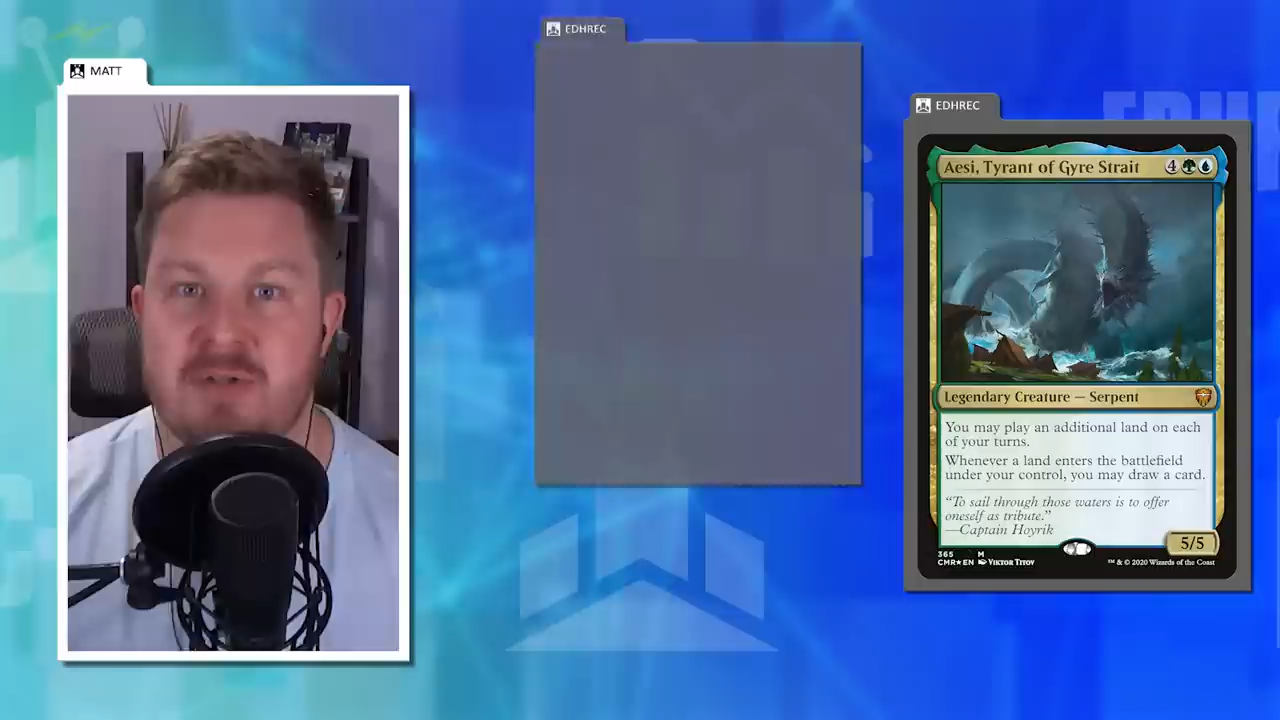 MATT
EDHREC
EDHREC
Aesi, Tyrant of Gyre Strait 4
Legendary Creature — Serpent
You may play an additional land on each
of your turns.
Whenever a land enters the battlefield
under your control, you may draw a card.
"To sail through those waters is to offer
oneself as tribute."
—Captain Hoyrik
5/5
365 M
CMR★EN VIKTOR TITOV
™ & © 2020 Wizards of the Coast